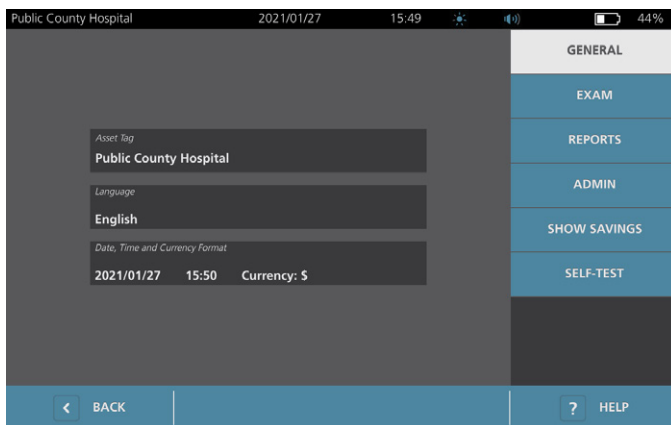 Public County Hospital 2021/01/27 15:49 44%
GENERAL
EXAM
REPORTS
ADMIN
SHOW SAVINGS
SELF-TEST
Asset Tag
Public County Hospital
Language
English
Date, Time and Currency Format
2021/01/27 15:50 Currency: $
< BACK
? HELP